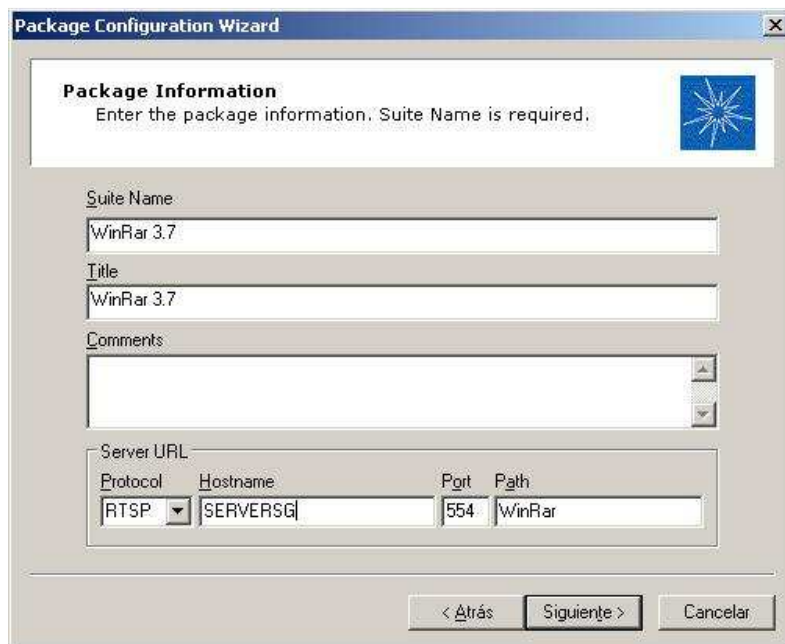 Package Configuration Wizard
Package Information
Enter the package information. Suite Name is required.
Suite Name
WinRar 3.7
Title
WinRar 3.7
Comments
Server URL
Protocol Hostname Port Path
RTSP SERVERSG 554 WinRar
< Atrás Siguiente > Cancelar